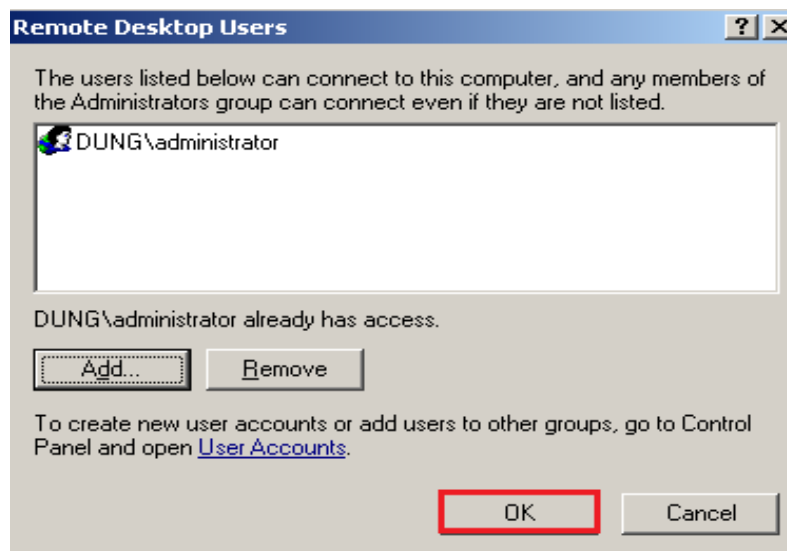 Remote Desktop Users
The users listed below can connect to this computer, and any members of
the Administrators group can connect even if they are not listed.
DUNG\administrator
DUNG\administrator already has access.
Add... Remove
To create new user accounts or add users to other groups, go to Control
Panel and open User Accounts.
OK Cancel